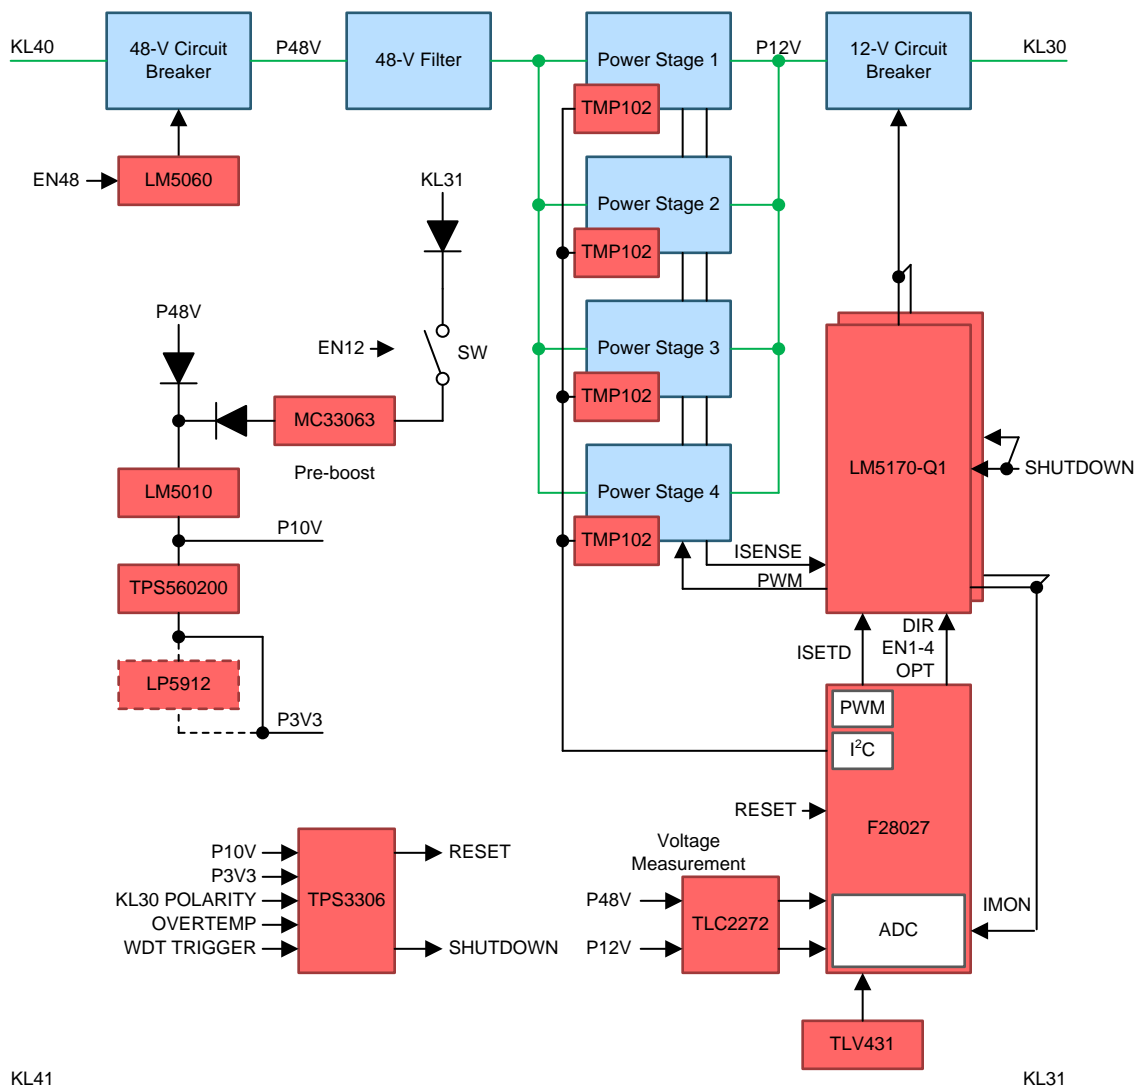 KL40
48-V Circuit
Breaker
P48V
48-V Filter
Power Stage 1
P12V
12-V Circuit
Breaker
KL30
TMP102
EN48
LM5060
KL31
Power Stage 2
TMP102
P48V
EN12
SW
Power Stage 3
TMP102
MC33063
Pre-boost
LM5010
Power Stage 4
TMP102
LM5170-Q1
SHUTDOWN
P10V
ISENSE
PWM
TPS560200
LP5912
P3V3
ISETD
DIR
EN1-4
OPT
PWM
I²C
RESET
F28027
P10V
P3V3
KL30 POLARITY
OVERTEMP
WDT TRIGGER
TPS3306
RESET
SHUTDOWN
Voltage
Measurement
P48V
P12V
TLC2272
ADC
IMON
TLV431
KL41
KL31